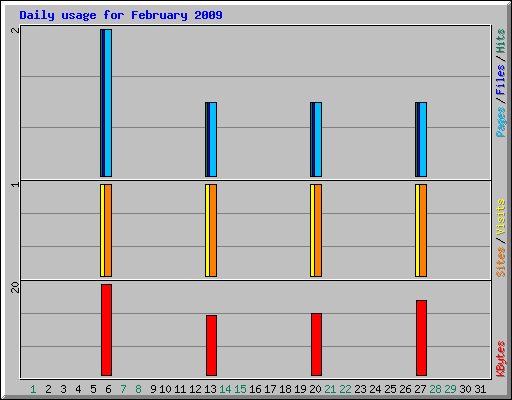 Daily usage for February 2009
2
Pages / Files / Hits
1
Sites / Visits
20
KBytes
1 2 3 4 5 6 7 8 9 10 11 12 13 14 15 16 17 18 19 20 21 22 23 24 25 26 27 28 29 30 31